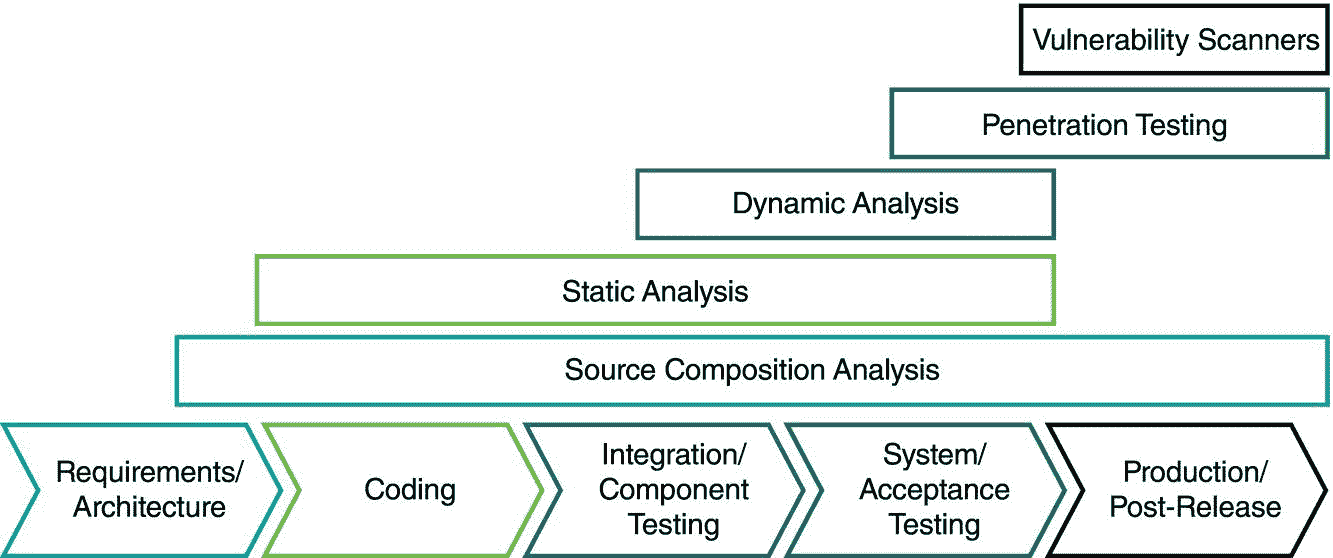 Vulnerability Scanners
Penetration Testing
Dynamic Analysis
Static Analysis
Source Composition Analysis
Requirements/
Architecture
Coding
Integration/
Component
Testing
System/
Acceptance
Testing
Production/
Post-Release